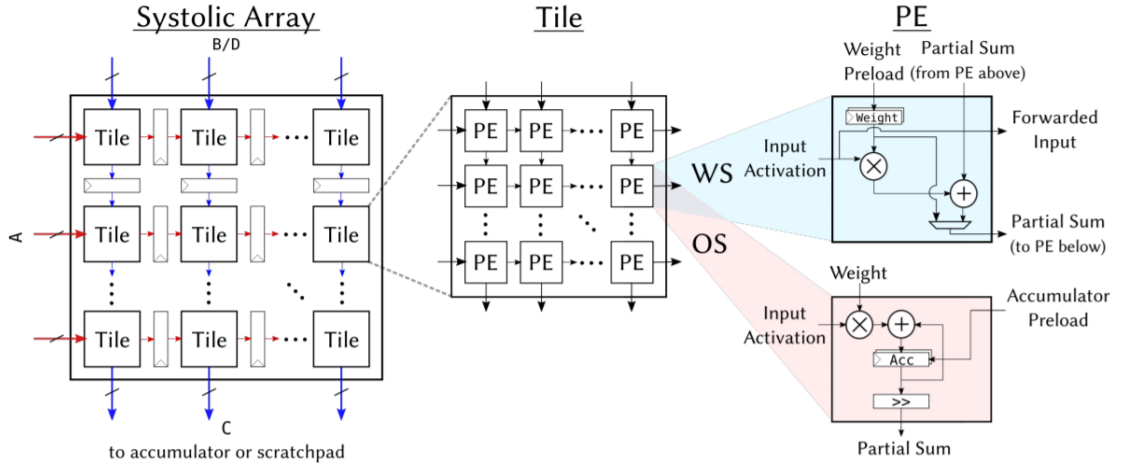 Systolic Array
B/D
Tile
PE
Tile
Tile
Tile
Tile
Tile
Tile
Tile
Tile
Tile
A
C
to accumulator or scratchpad
PE
PE
PE
PE
PE
PE
PE
PE
PE
WS
OS
Weight
Preload
Partial Sum
(from PE above)
Weight
Input
Activation
Forwarded
Input
Partial Sum
(to PE below)
Weight
Input
Activation
Accumulator
Preload
Acc
>>
Partial Sum